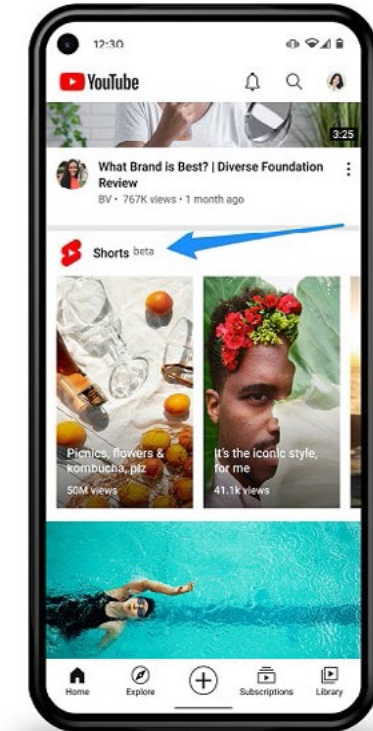 12:30
YouTube
3:25
What Brand is Best? | Diverse Foundation
Review
BV • 767K views • 1 month ago
Shorts beta
Picnics, flowers &
kombucha, plz
50M views
It's the iconic style,
for me
41.1k views
Home
Explore
Subscriptions
Library